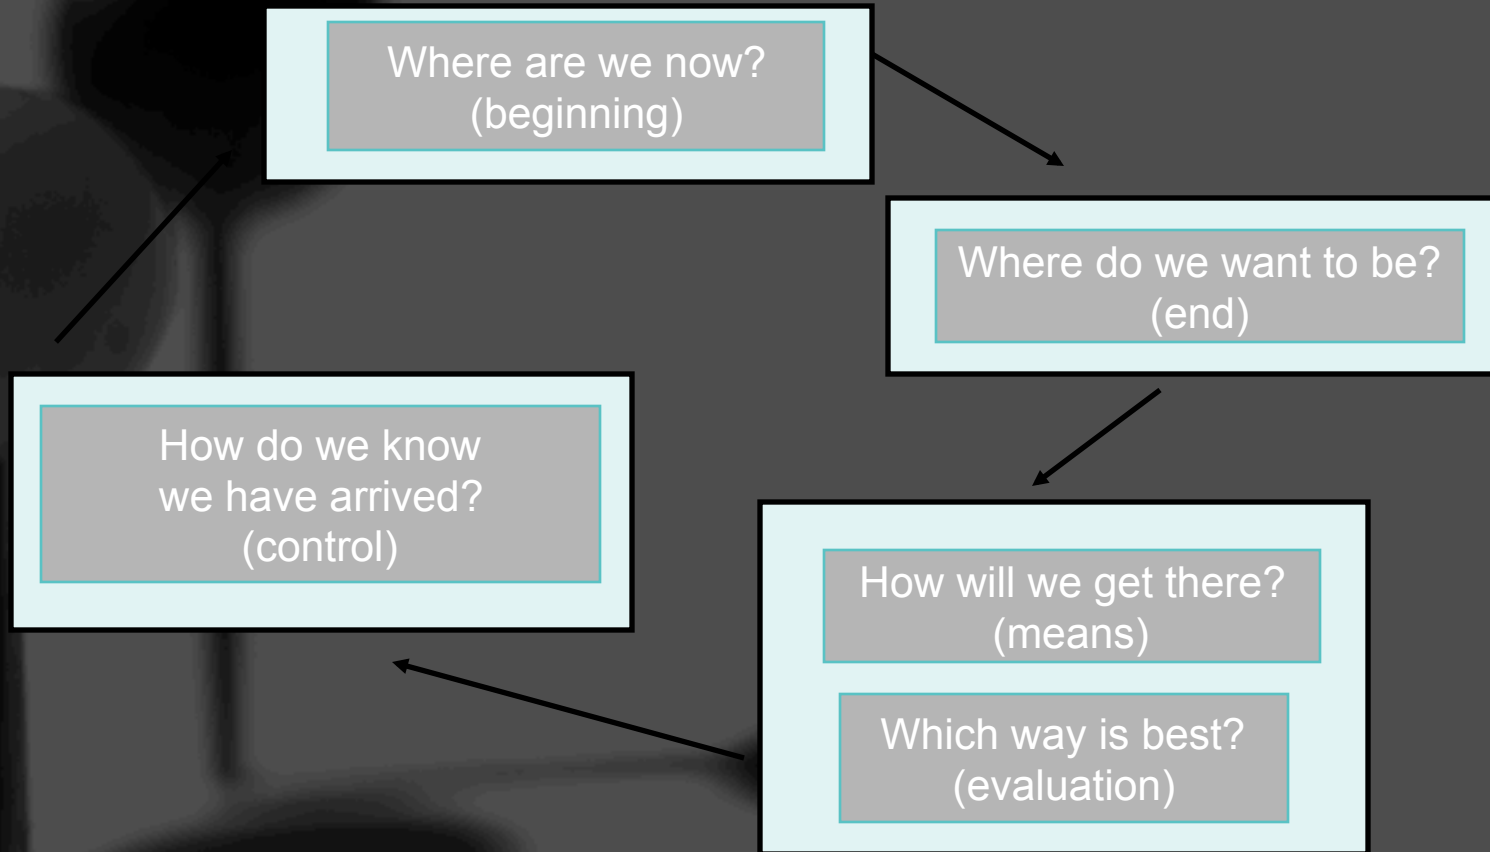 Where are we now?
(beginning)
Where do we want to be?
(end)
How will we get there?
(means)
Which way is best?
(evaluation)
How do we know
we have arrived?
(control)